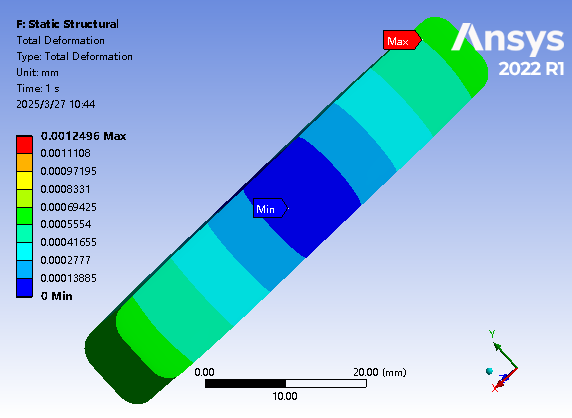 F: Static Structural
Total Deformation
Type: Total Deformation
Unit: mm
Time: 1 s
2025/3/27 10:44
0.0012496 Max
0.0011108
0.00097195
0.0008331
0.00069425
0.0005554
0.00041655
0.0002777
0.00013885
0 Min
Max
Min
Ansys
2022 R1
0.00
20.00 (mm)
10.00
Y
X